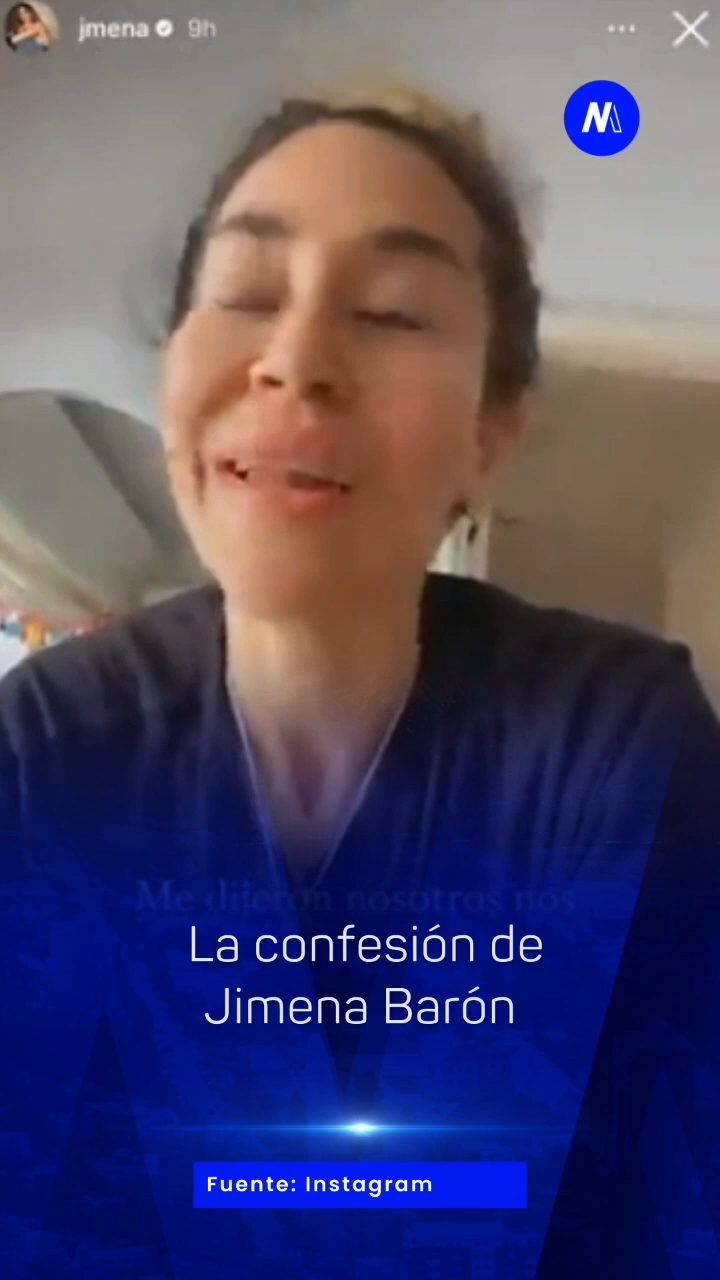 jmena 9h
Me dijeron nosotros nos
La confesión de
Jimena Barón
Fuente: Instagram